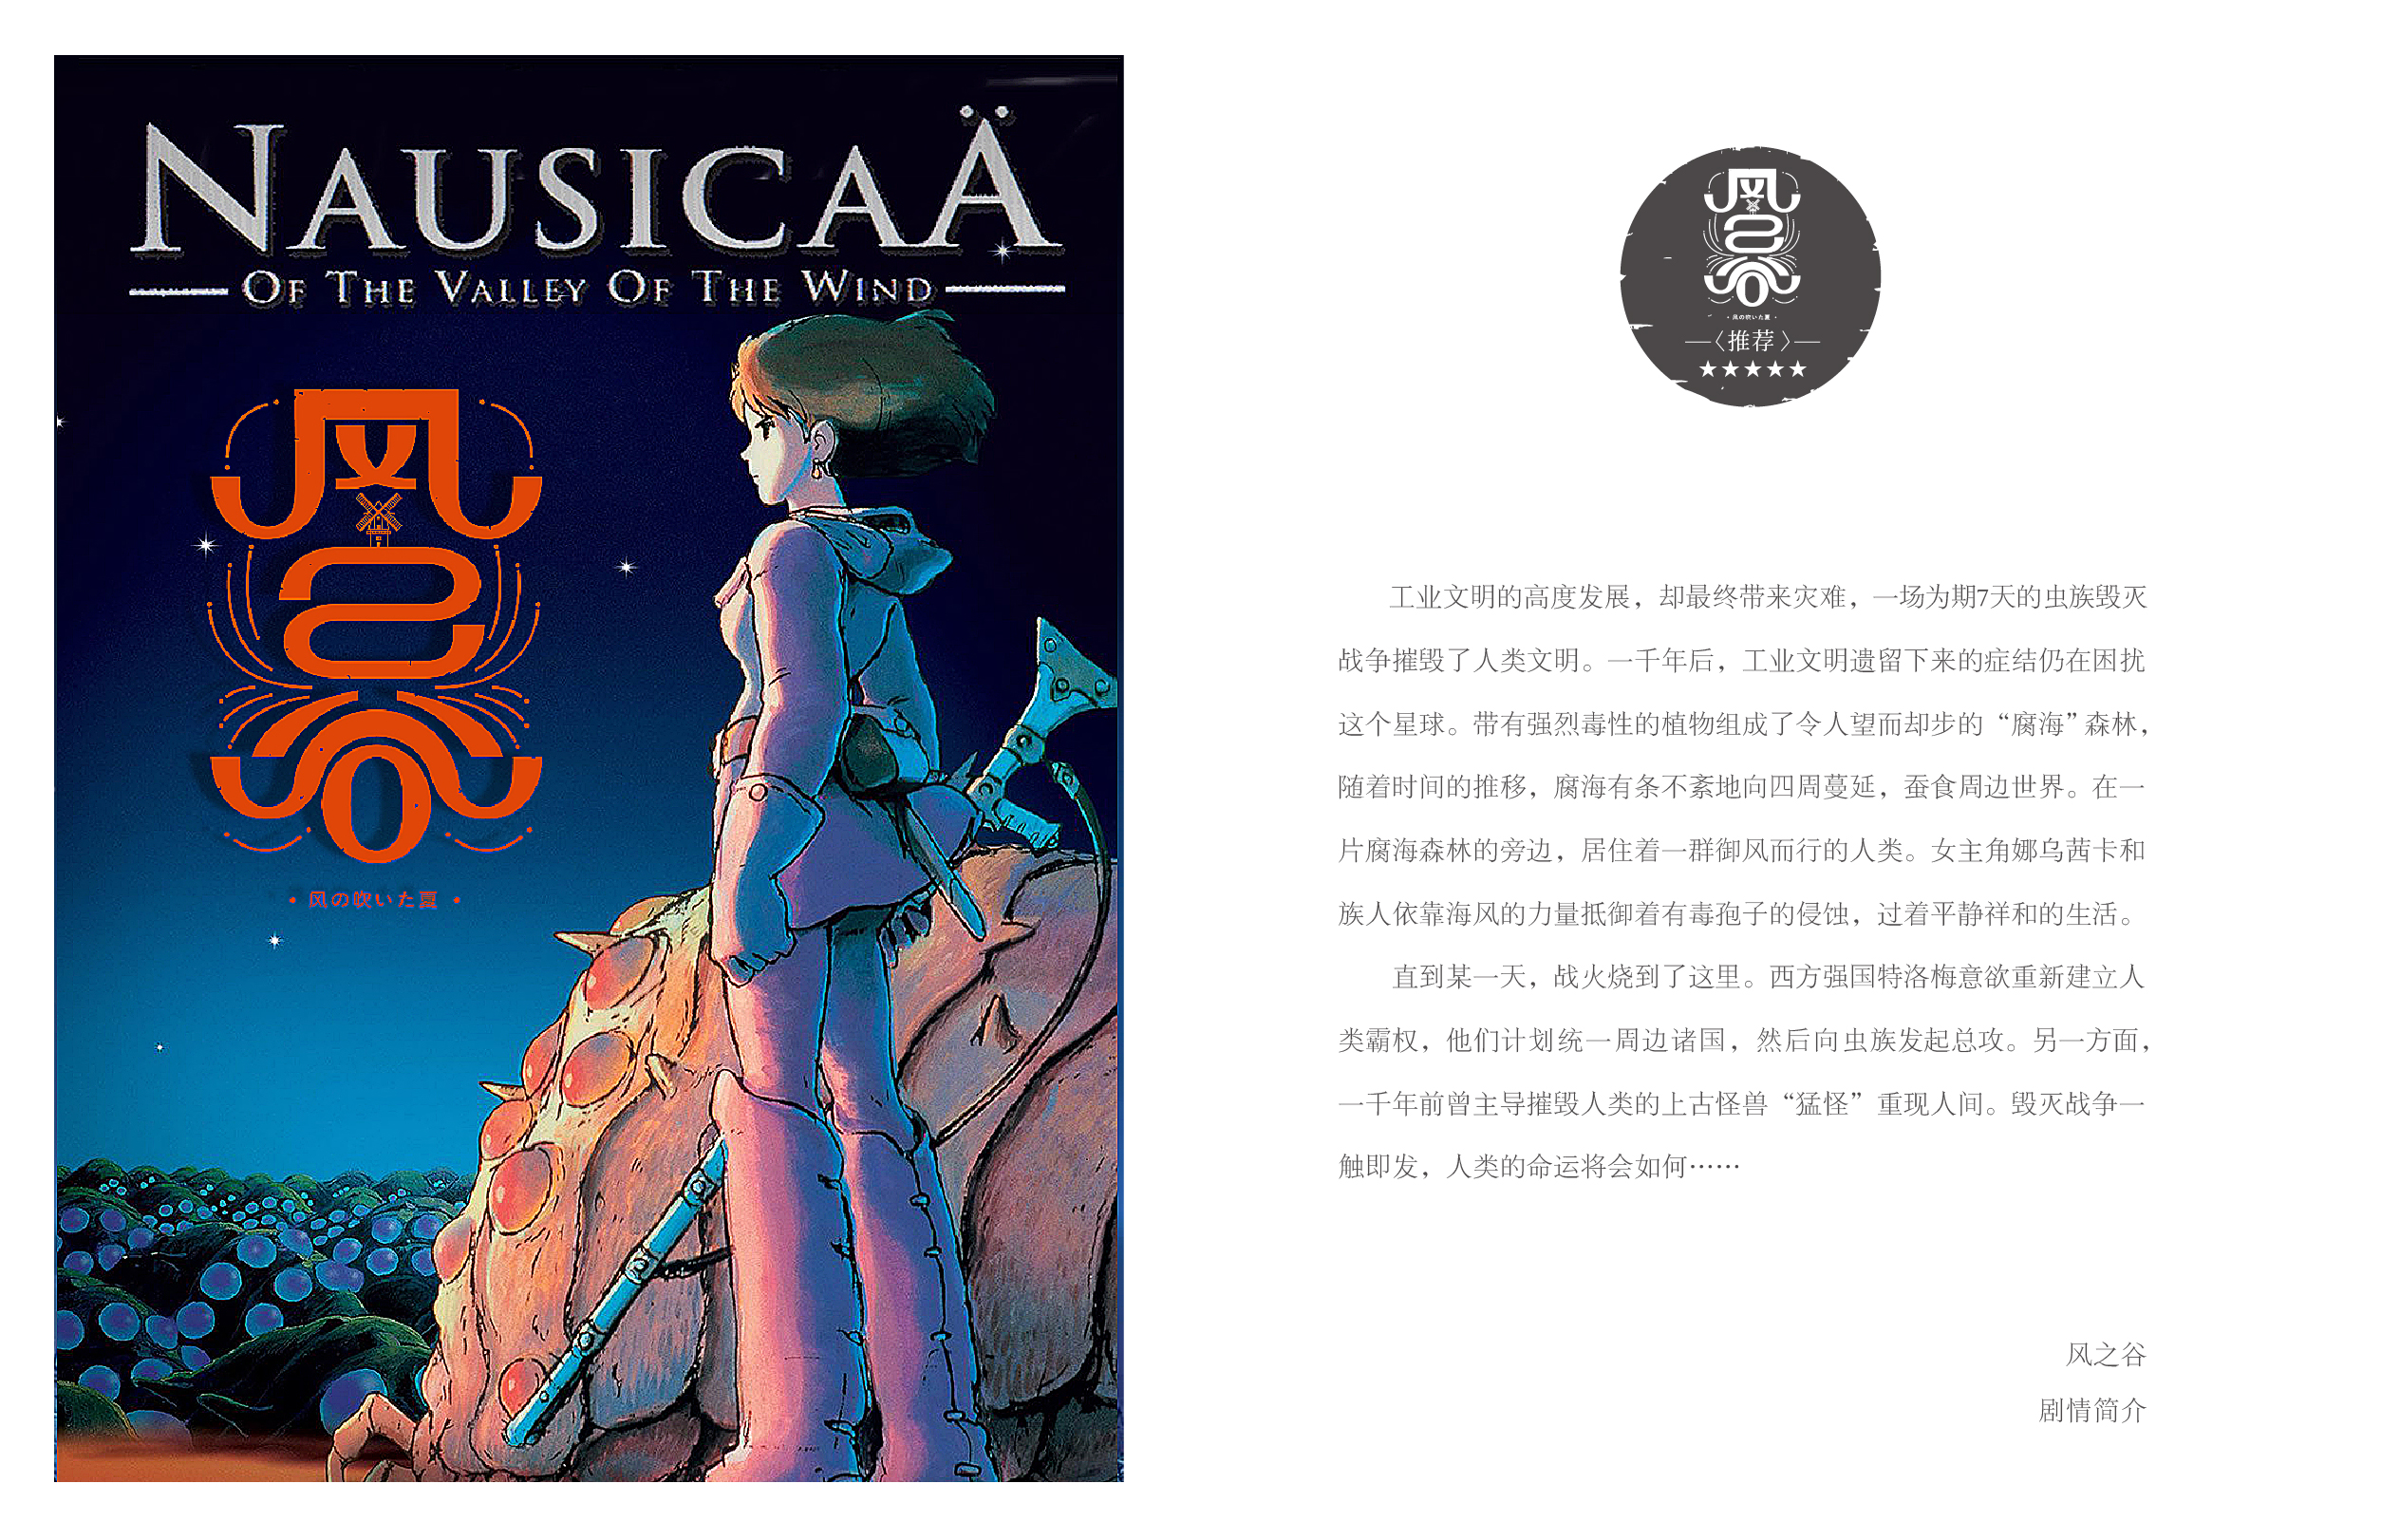 NAUSICAÄ
OF THE VALLEY OF THE WIND
风之谷
・风の吹いた夏・
风之谷
・风の吹いた夏・
〈推荐〉
★★★★★
工业文明的高度发展，却最终带来灾难，一场为期7天的虫族毁灭
战争摧毁了人类文明。一千年后，工业文明遗留下来的症结仍在困扰
这个星球。带有强烈毒性的植物组成了令人望而却步的“腐海”森林，
随着时间的推移，腐海有条不紊地向四周蔓延，蚕食周边世界。在一
片腐海森林的旁边，居住着一群御风而行的人类。女主角娜乌茜卡和
族人依靠海风的力量抵御着有毒孢子的侵蚀，过着平静祥和的生活。
直到某一天，战火烧到了这里。西方强国特洛梅意欲重新建立人
类霸权，他们计划统一周边诸国，然后向虫族发起总攻。另一方面，
一千年前曾主导摧毁人类的上古怪兽“猛怪”重现人间。毁灭战争一
触即发，人类的命运将会如何……
风之谷
剧情简介